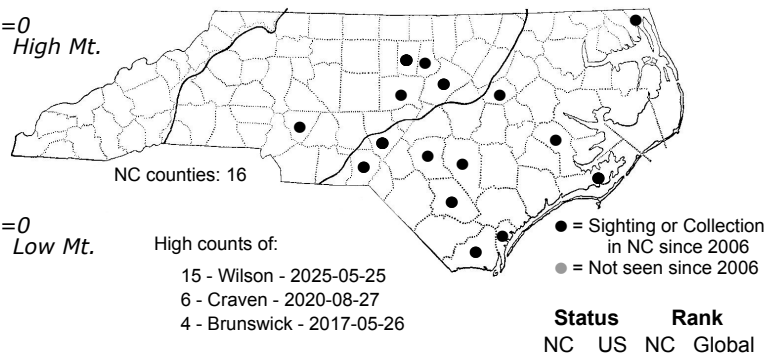 =0
High Mt.
NC counties: 16
=0
Low Mt.
High counts of:
15 - Wilson - 2025-05-25
6 - Craven - 2020-08-27
4 - Brunswick - 2017-05-26
● = Sighting or Collection
in NC since 2006
● = Not seen since 2006
Status Rank
NC US NC Global